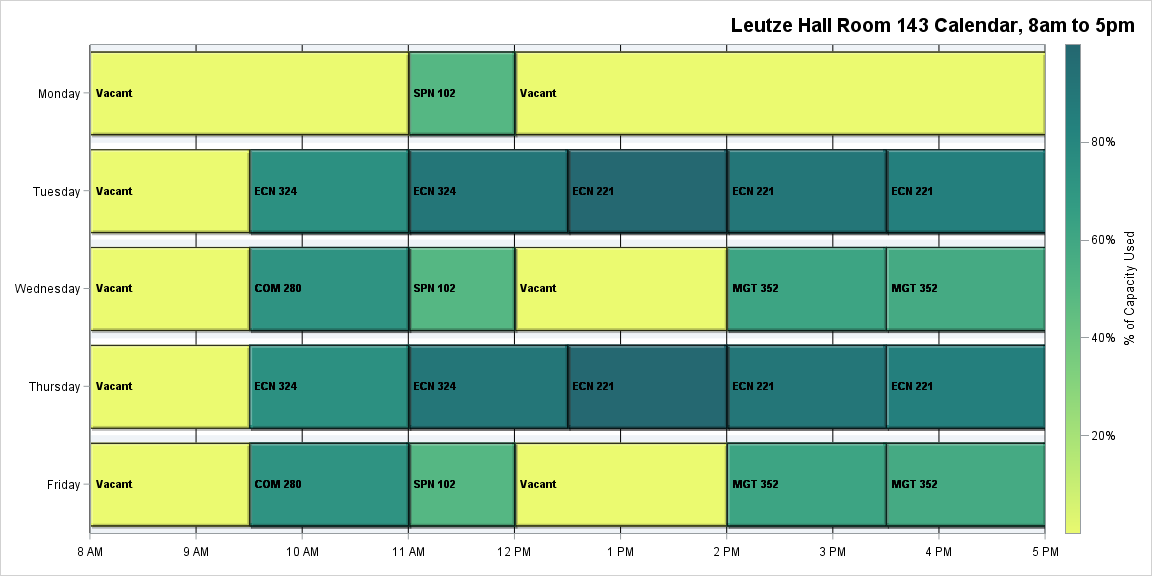 Leutze Hall Room 143 Calendar, 8am to 5pm
Monday
Vacant
SPN 102
Vacant
Tuesday
Vacant
ECN 324
ECN 324
ECN 221
ECN 221
ECN 221
Wednesday
Vacant
COM 280
SPN 102
Vacant
MGT 352
MGT 352
Thursday
Vacant
ECN 324
ECN 324
ECN 221
ECN 221
ECN 221
Friday
Vacant
COM 280
SPN 102
Vacant
MGT 352
MGT 352
8 AM
9 AM
10 AM
11 AM
12 PM
1 PM
2 PM
3 PM
4 PM
5 PM
80%
60%
40%
20%
% of Capacity Used